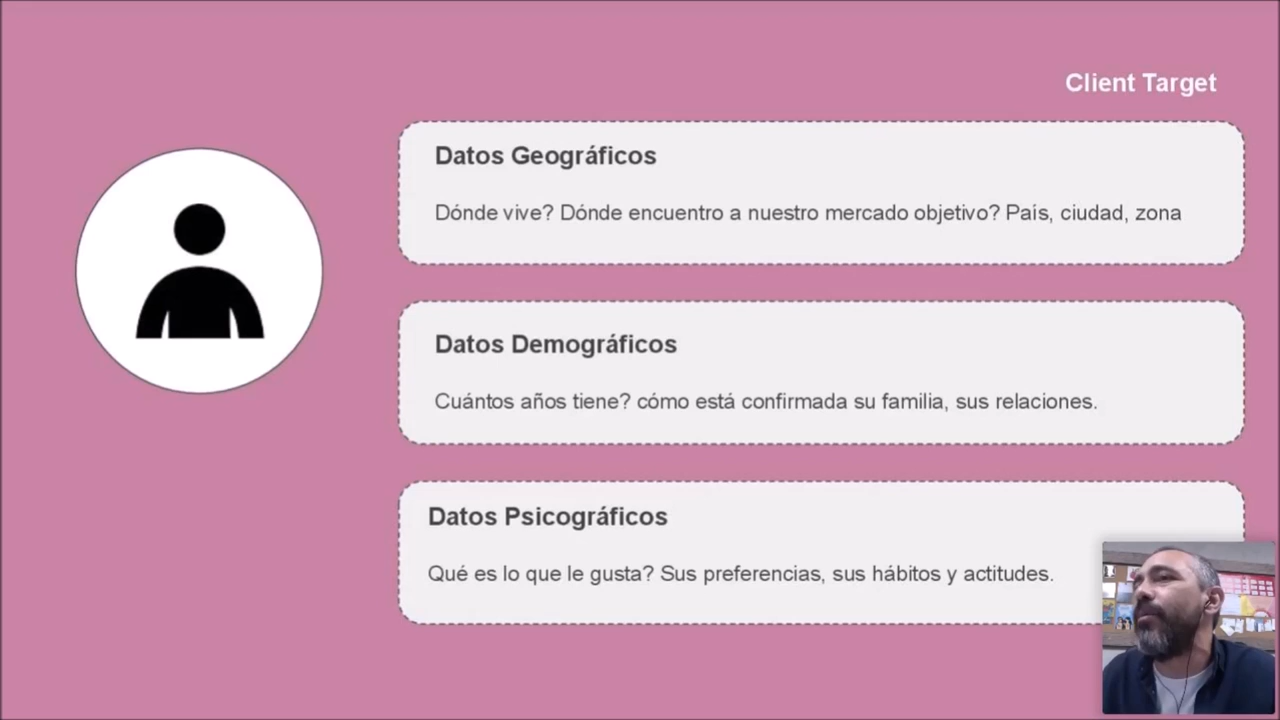 Client Target
Datos Geográficos
Dónde vive? Dónde encuentro a nuestro mercado objetivo? País, ciudad, zona
Datos Demográficos
Cuántos años tiene? cómo está confirmada su familia, sus relaciones.
Datos Psicográficos
Qué es lo que le gusta? Sus preferencias, sus hábitos y actitudes.